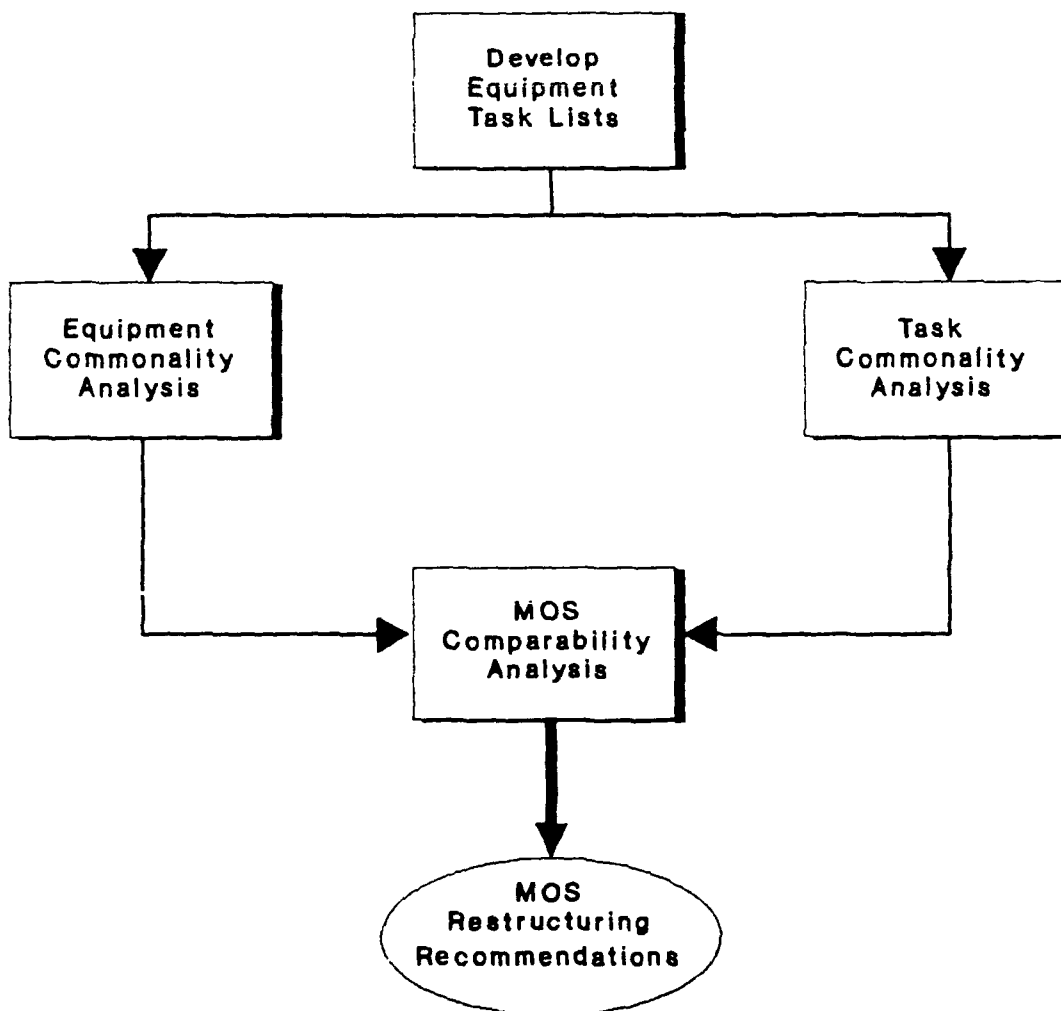 Develop
Equipment
Task Lists
Equipment
Commonality
Analysis
Task
Commonality
Analysis
MOS
Comparability
Analysis
MOS
Restructuring
Recommendations